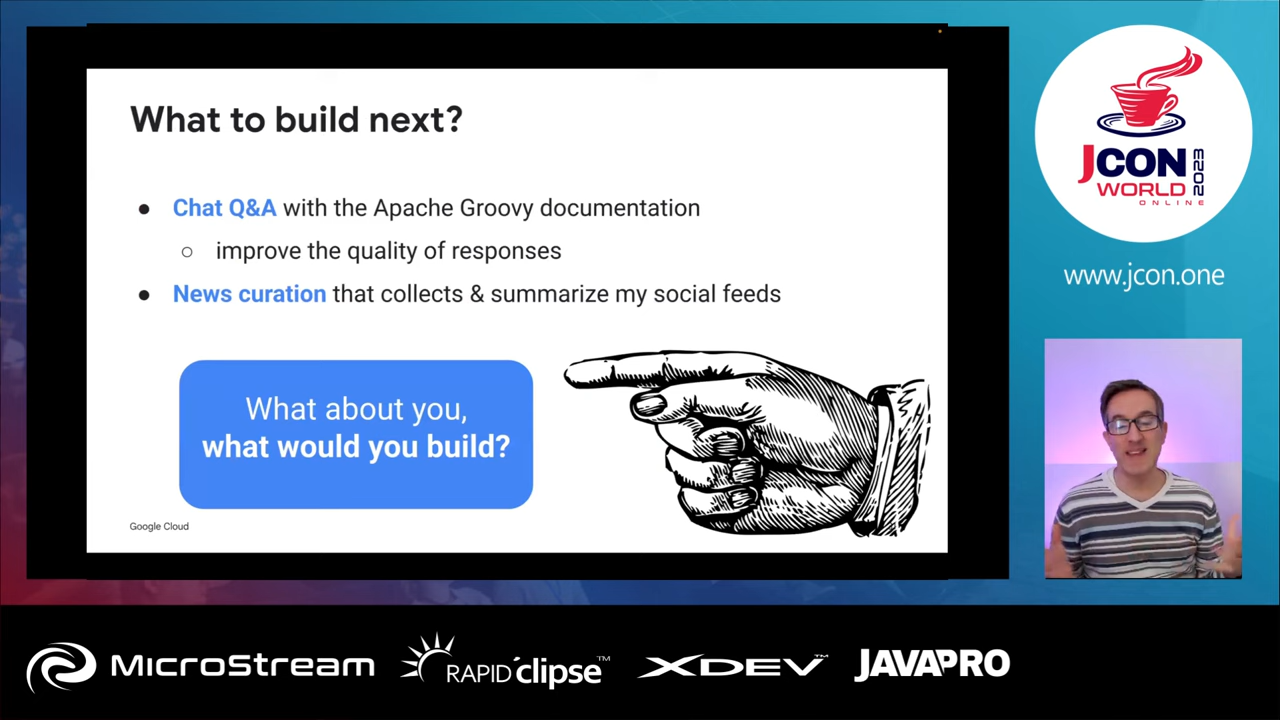 What to build next?
● Chat Q&A with the Apache Groovy documentation
○ improve the quality of responses
● News curation that collects & summarize my social feeds
What about you,
what would you build?
Google Cloud
JCON
WORLD
ONLINE
2023
www.jcon.one
MICROSTREAM
RAPIDclipse™
XDEV™
JAVAPRO